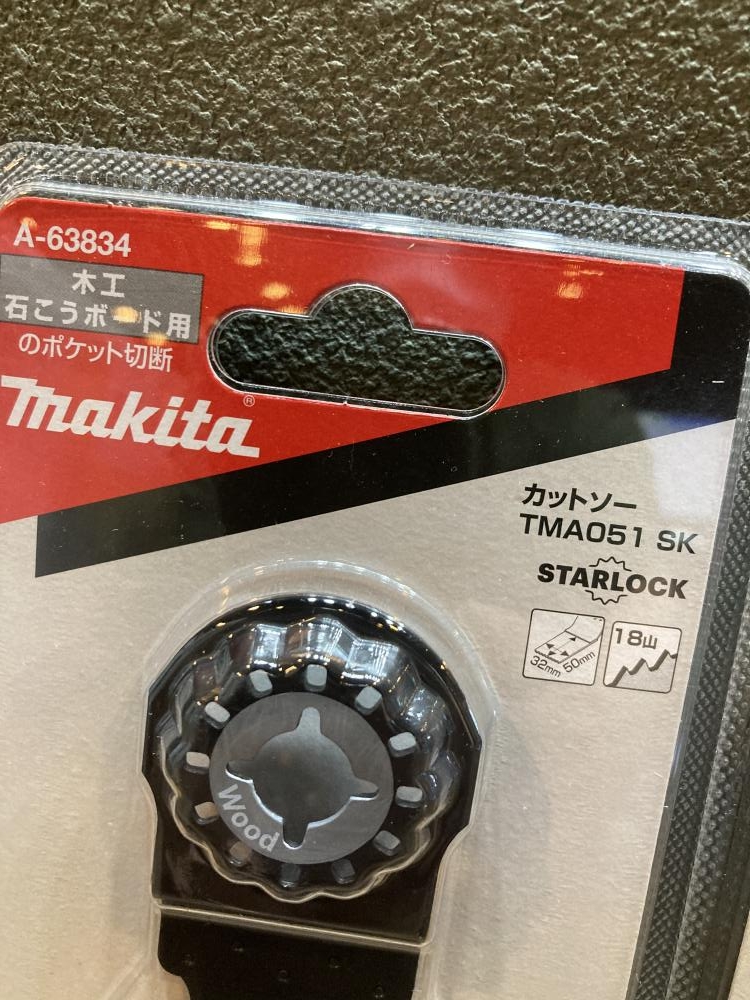 A-63834
木工
石こうボード用
のポケット切断
makita®
カットソー
TMA051 SK
STARLOCK
32mm 50mm
18山
Wood